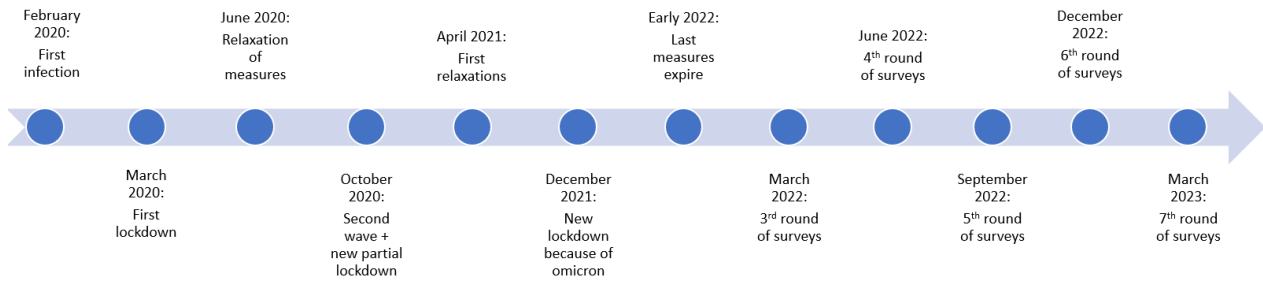 February
2020:
First
infection
March
2020:
First
lockdown
June 2020:
Relaxation
of
measures
October
2020:
Second
wave +
new partial
lockdown
April 2021:
First
relaxations
December
2021:
New
lockdown
because of
omicron
Early 2022:
Last
measures
expire
March
2022:
3rd round
of surveys
June 2022:
4th round
of surveys
September
2022:
5th round
of surveys
December
2022:
6th round
of surveys
March
2023:
7th round
of surveys